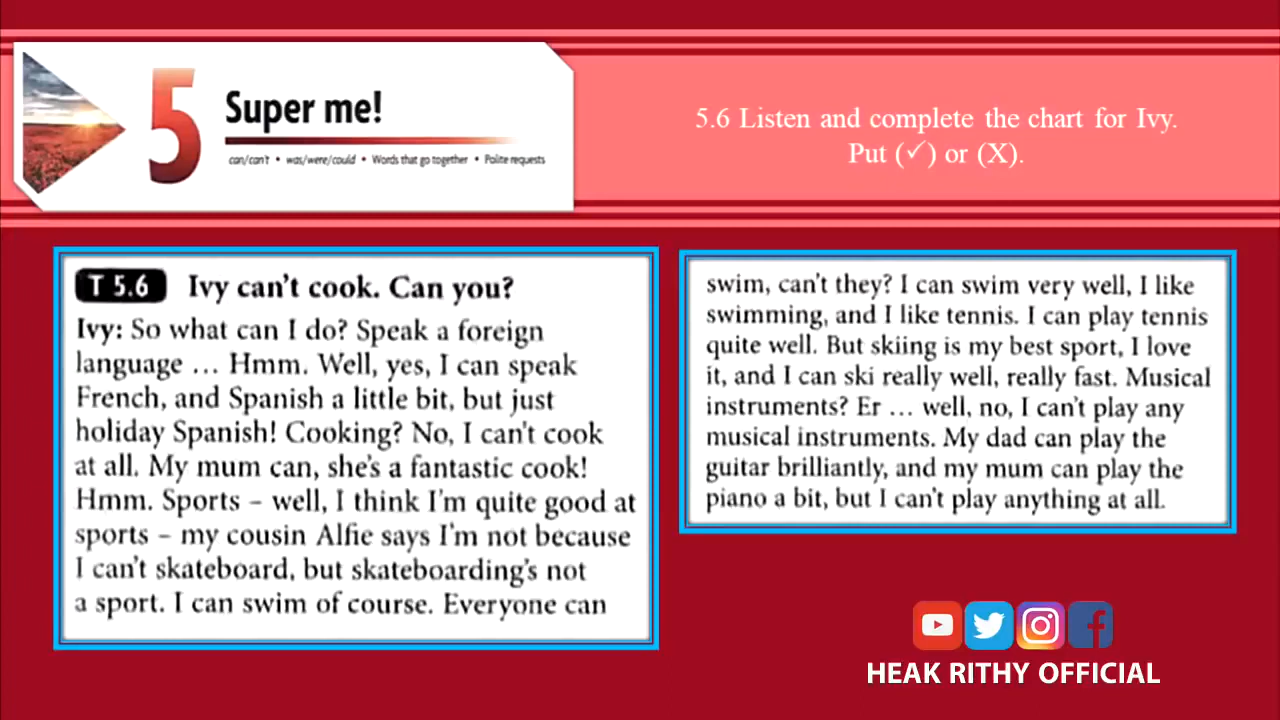 5
Super me!
can/can't • was/were/could • Words that go together • Polite requests
5.6 Listen and complete the chart for Ivy.
Put (✓) or (X).
T 5.6 Ivy can't cook. Can you?
Ivy: So what can I do? Speak a foreign
language … Hmm. Well, yes, I can speak
French, and Spanish a little bit, but just
holiday Spanish! Cooking? No, I can't cook
at all. My mum can, she's a fantastic cook!
Hmm. Sports – well, I think I'm quite good at
sports – my cousin Alfie says I'm not because
I can't skateboard, but skateboarding's not
a sport. I can swim of course. Everyone can
swim, can't they? I can swim very well, I like
swimming, and I like tennis. I can play tennis
quite well. But skiing is my best sport, I love
it, and I can ski really well, really fast. Musical
instruments? Er … well, no, I can't play any
musical instruments. My dad can play the
guitar brilliantly, and my mum can play the
piano a bit, but I can't play anything at all.
HEAK RITHY OFFICIAL